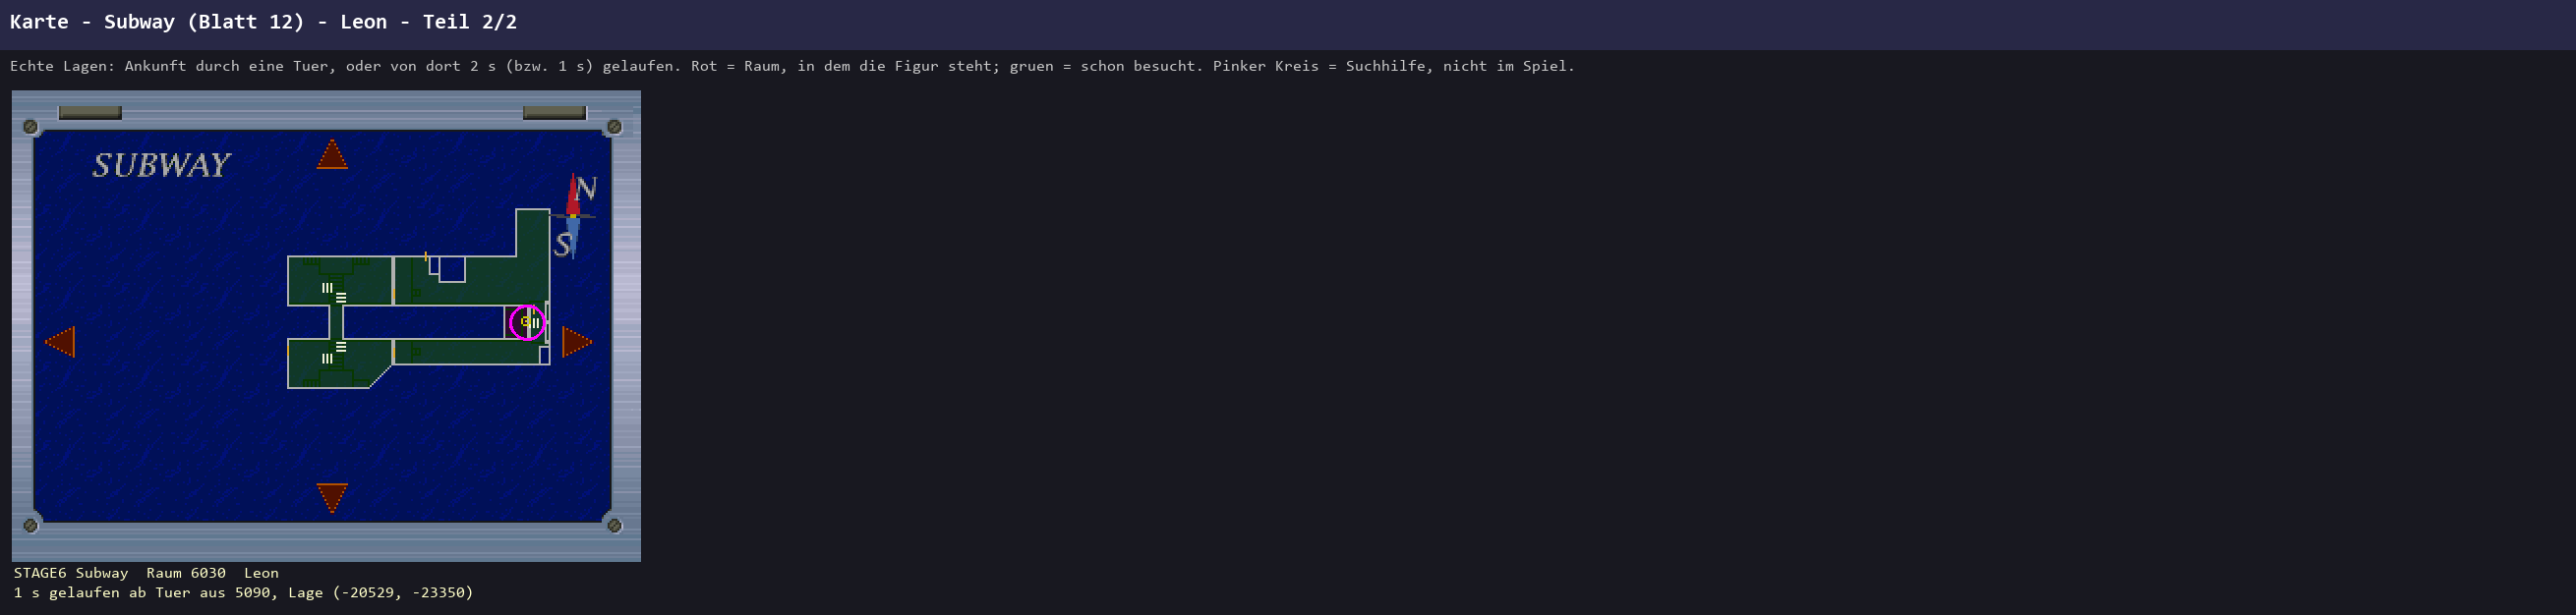 Karte - Subway (Blatt 12) - Leon - Teil 2/2
Echte Lagen: Ankunft durch eine Tuer, oder von dort 2 s (bzw. 1 s) gelaufen. Rot = Raum, in dem die Figur steht; gruen = schon besucht. Pinker Kreis = Suchhilfe, nicht im Spiel.
SUBWAY
N
S
STAGE6 Subway  Raum 6030  Leon
1 s gelaufen ab Tuer aus 5090, Lage (-20529, -23350)